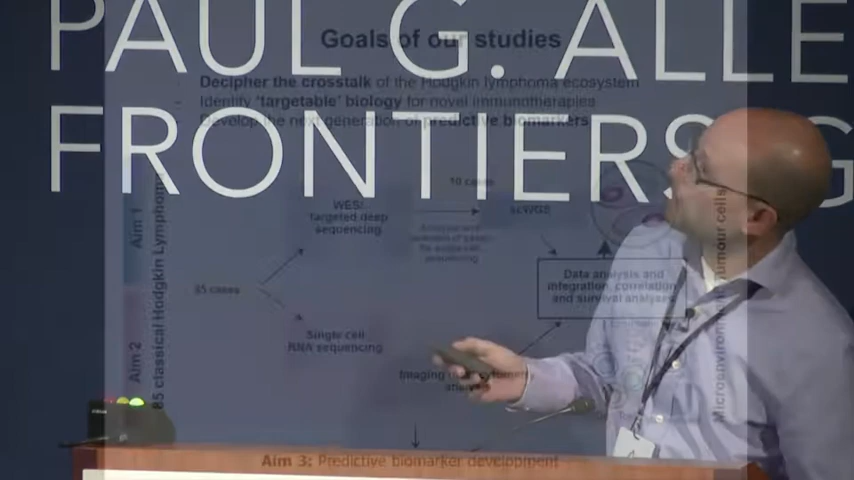 PAUL G. ALLE
FRONTIERS G
Goals of our studies
Decipher the crosstalk of the Hodgkin lymphoma ecosystem
Identify 'targetable' biology for novel immunotherapies
Develop the next generation of predictive biomarkers
Aim 1
Aim 2
85 classical Hodgkin Lymphoma
85 cases
WES/
targeted deep
sequencing
10 cases
scWGS
Single cell
RNA sequencing
Data analysis and
integration, correlation
and survival analyses
Imaging
analysis
Microenvironment
tumour cells
Aim 3: Predictive biomarker development